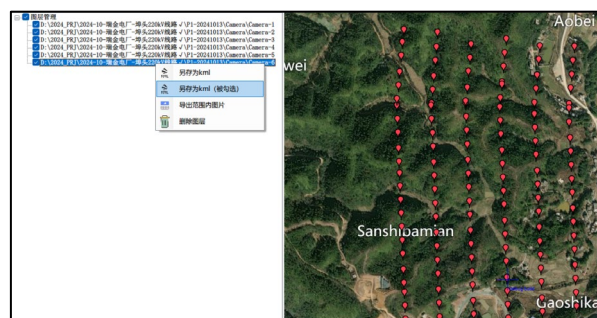 图层管理
D:\2024_PRJ\2024-10-瑞金电厂-埠头220kV线路√\P1-20241013\Camera\Camera-1
D:\2024_PRJ\2024-10-瑞金电厂-埠头220kV线路√\P1-20241013\Camera\Camera-2
D:\2024_PRJ\2024-10-瑞金电厂-埠头220kV线路√\P1-20241013\Camera\Camera-3
D:\2024_PRJ\2024-10-瑞金电厂-埠头220kV线路√\P1-20241013\Camera\Camera-4
D:\2024_PRJ\2024-10-瑞金电厂-埠头220kV线路√\P1-20241013\Camera\Camera-5
D:\2024_PRJ\2024-10-瑞金电厂-埠头220kV线路√\P1-20241013\Camera\Camera-6
另存为kml
另存为kml（被勾选）
导出范围内图片
删除图层
Aobei
wei
Sanshibamian
Gaoshika